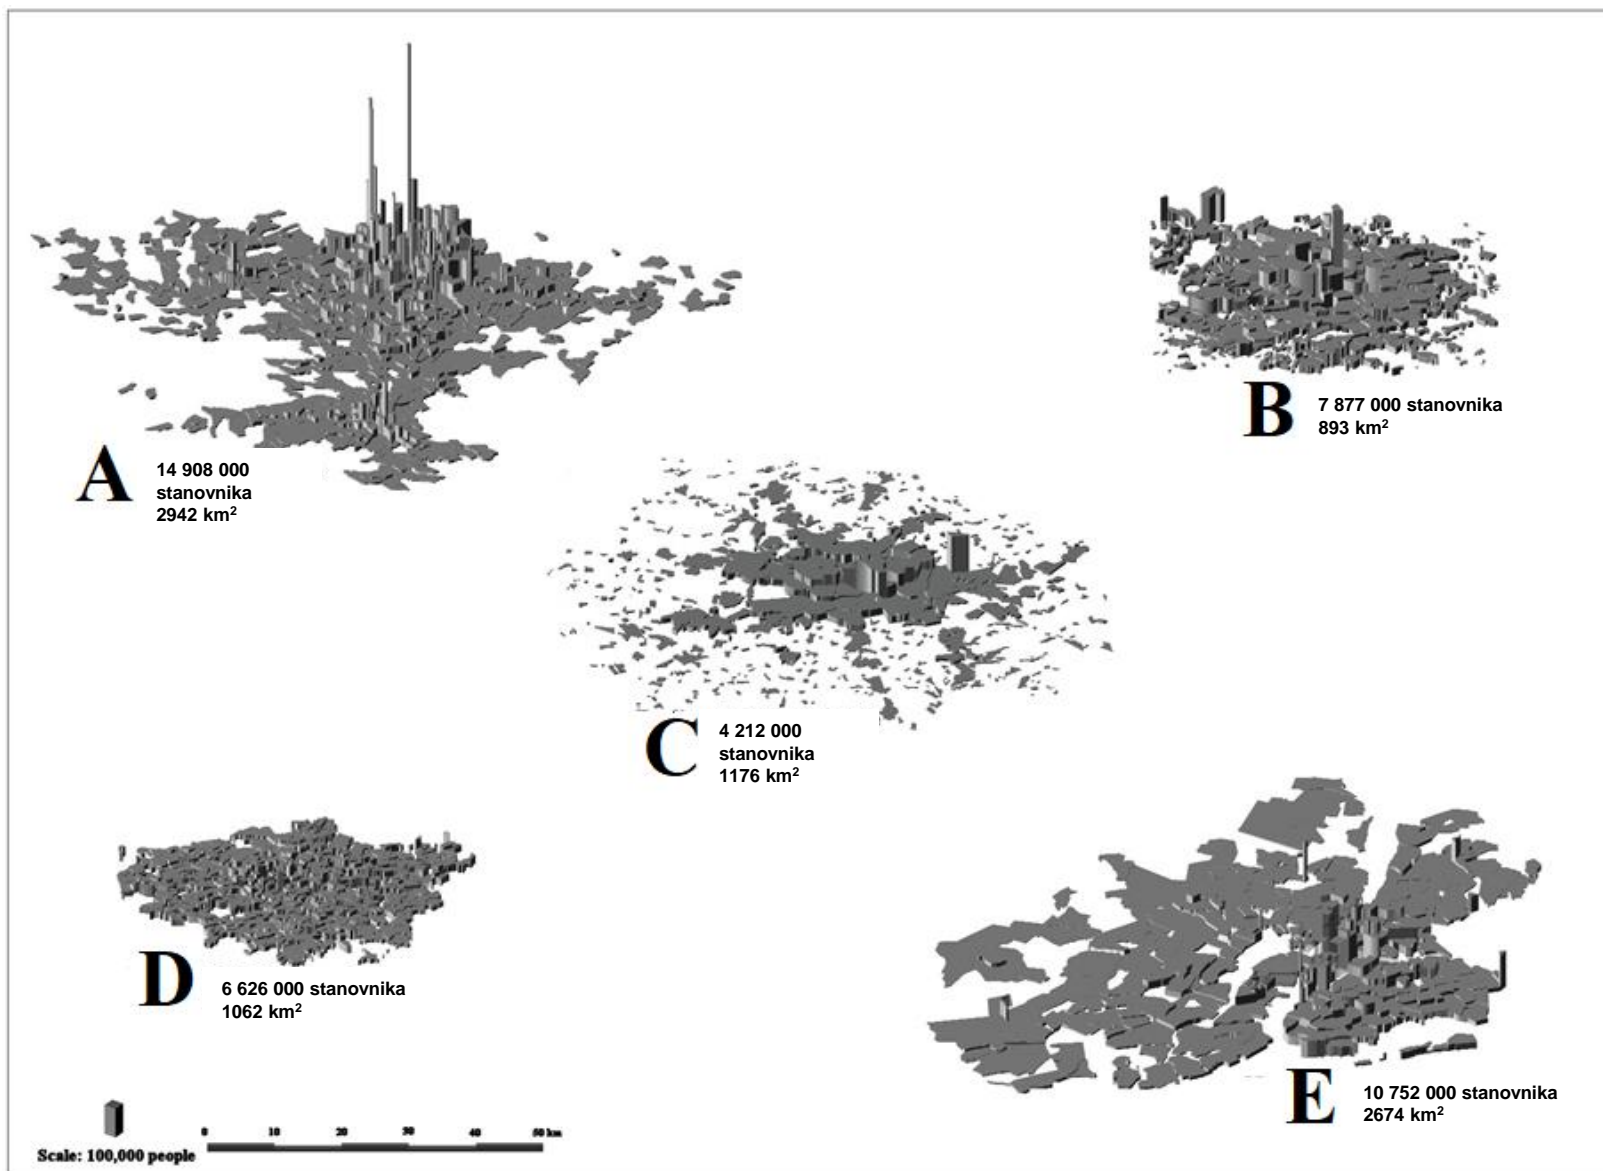 A
14 908 000
stanovnika
2942 km²
B
7 877 000 stanovnika
893 km²
C
4 212 000
stanovnika
1176 km²
D
6 626 000 stanovnika
1062 km²
E
10 752 000 stanovnika
2674 km²
0 10 20 30 40 50 km
Scale: 100,000 people